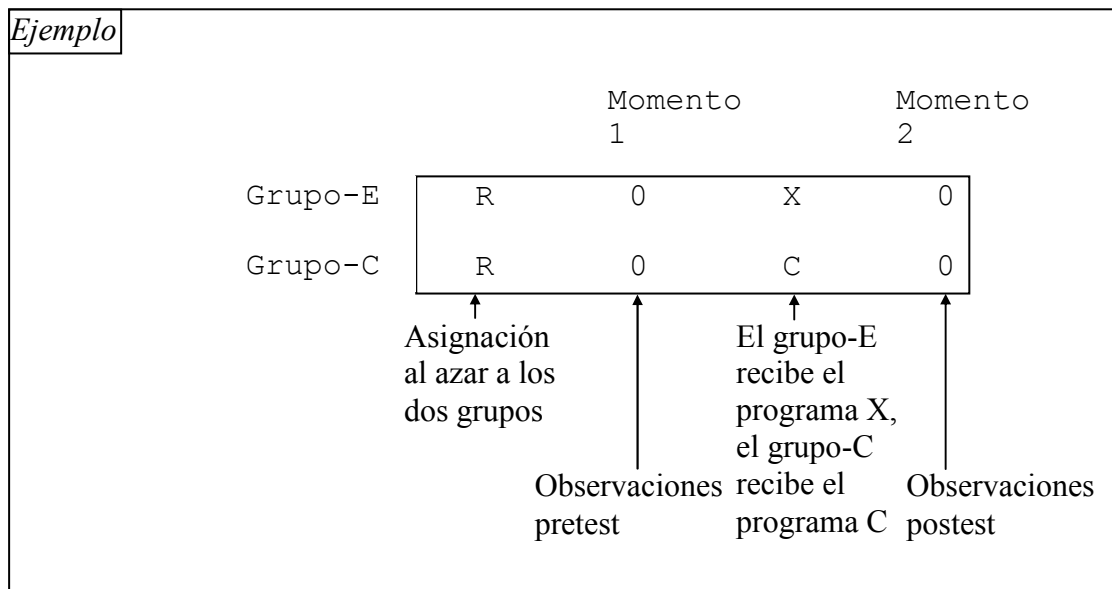 Ejemplo
Momento Momento
1 2
Grupo-E R 0 X 0
Grupo-C R 0 C 0
Asignación
al azar a los
dos grupos
El grupo-E
recibe el
programa X,
el grupo-C
recibe el
programa C
Observaciones
pretest
Observaciones
postest